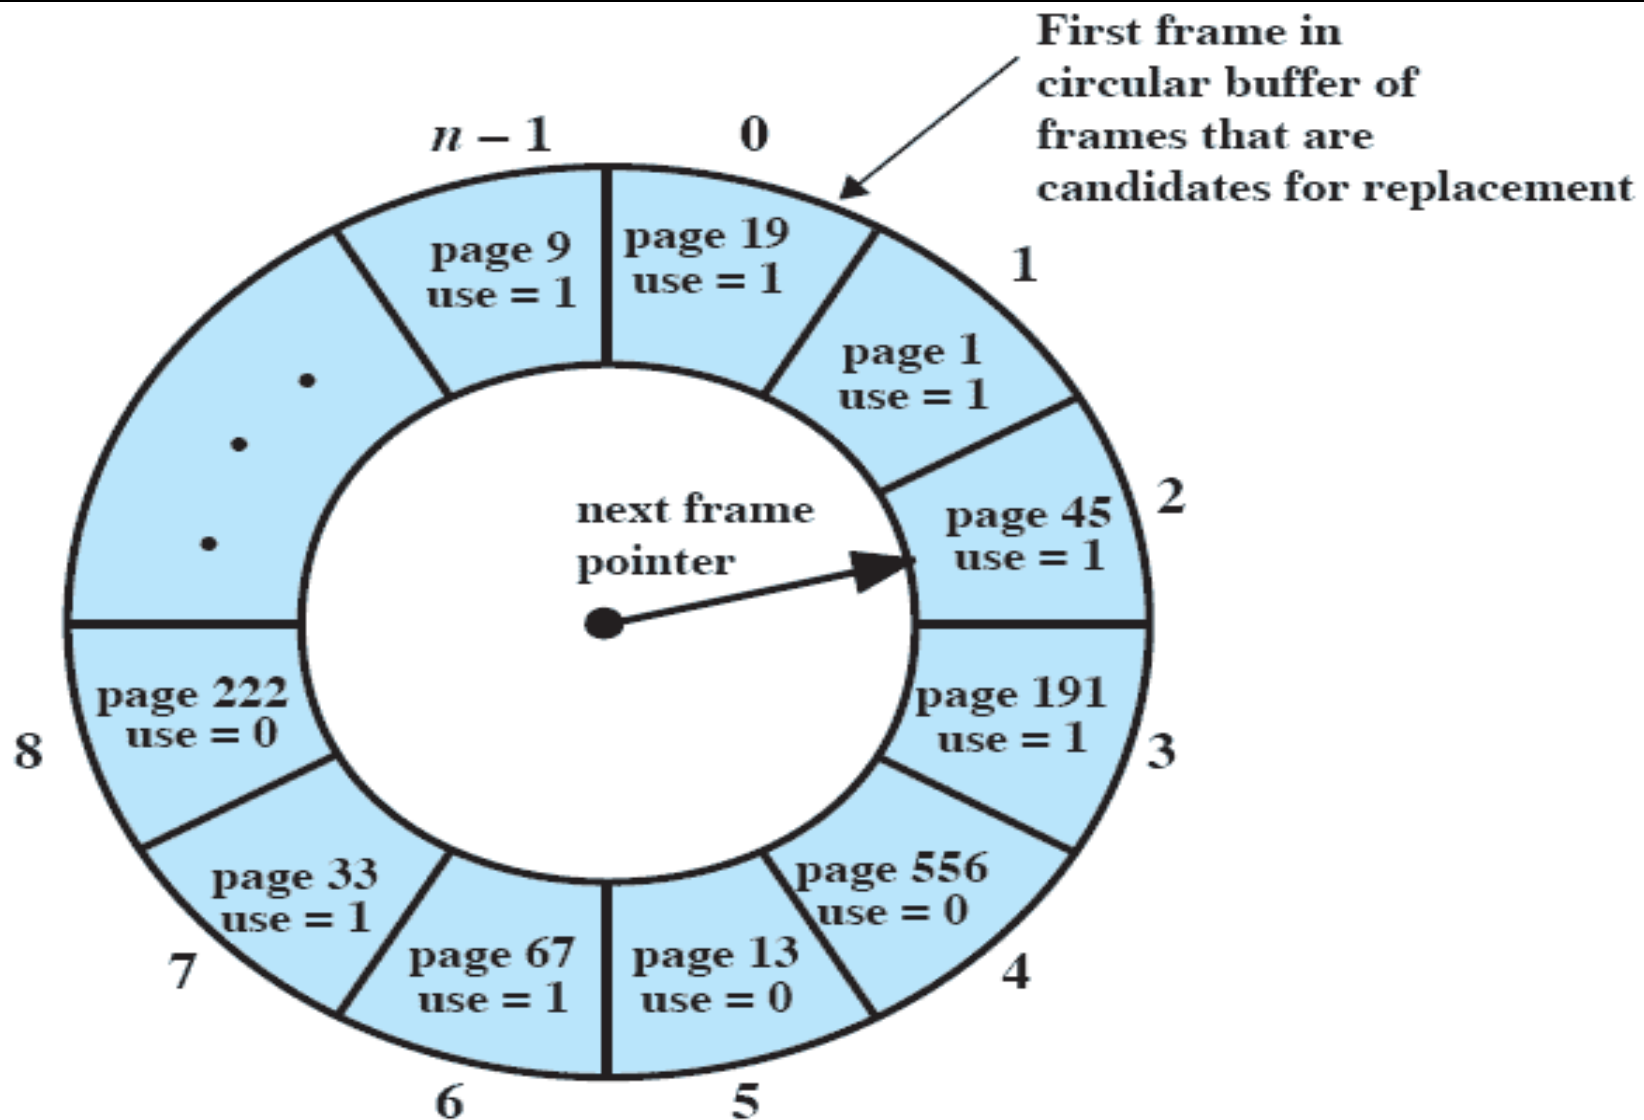 First frame in
circular buffer of
frames that are
candidates for replacement
n – 1
0
page 9
use = 1
page 19
use = 1
1
page 1
use = 1
2
page 45
use = 1
next frame
pointer
page 191
use = 1
3
page 556
use = 0
4
page 13
use = 0
5
page 67
use = 1
6
page 33
use = 1
7
page 222
use = 0
8